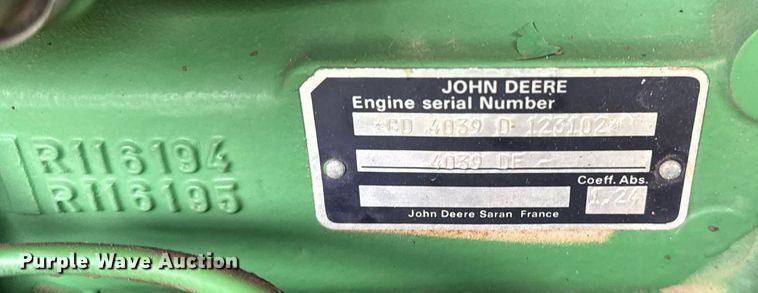 R116194
R116195
JOHN DEERE
Engine serial Number
*CD 4039 D 123102*
4039 DF -
Coeff. Abs.
1.24
John Deere Saran France
Purple Wave Auction